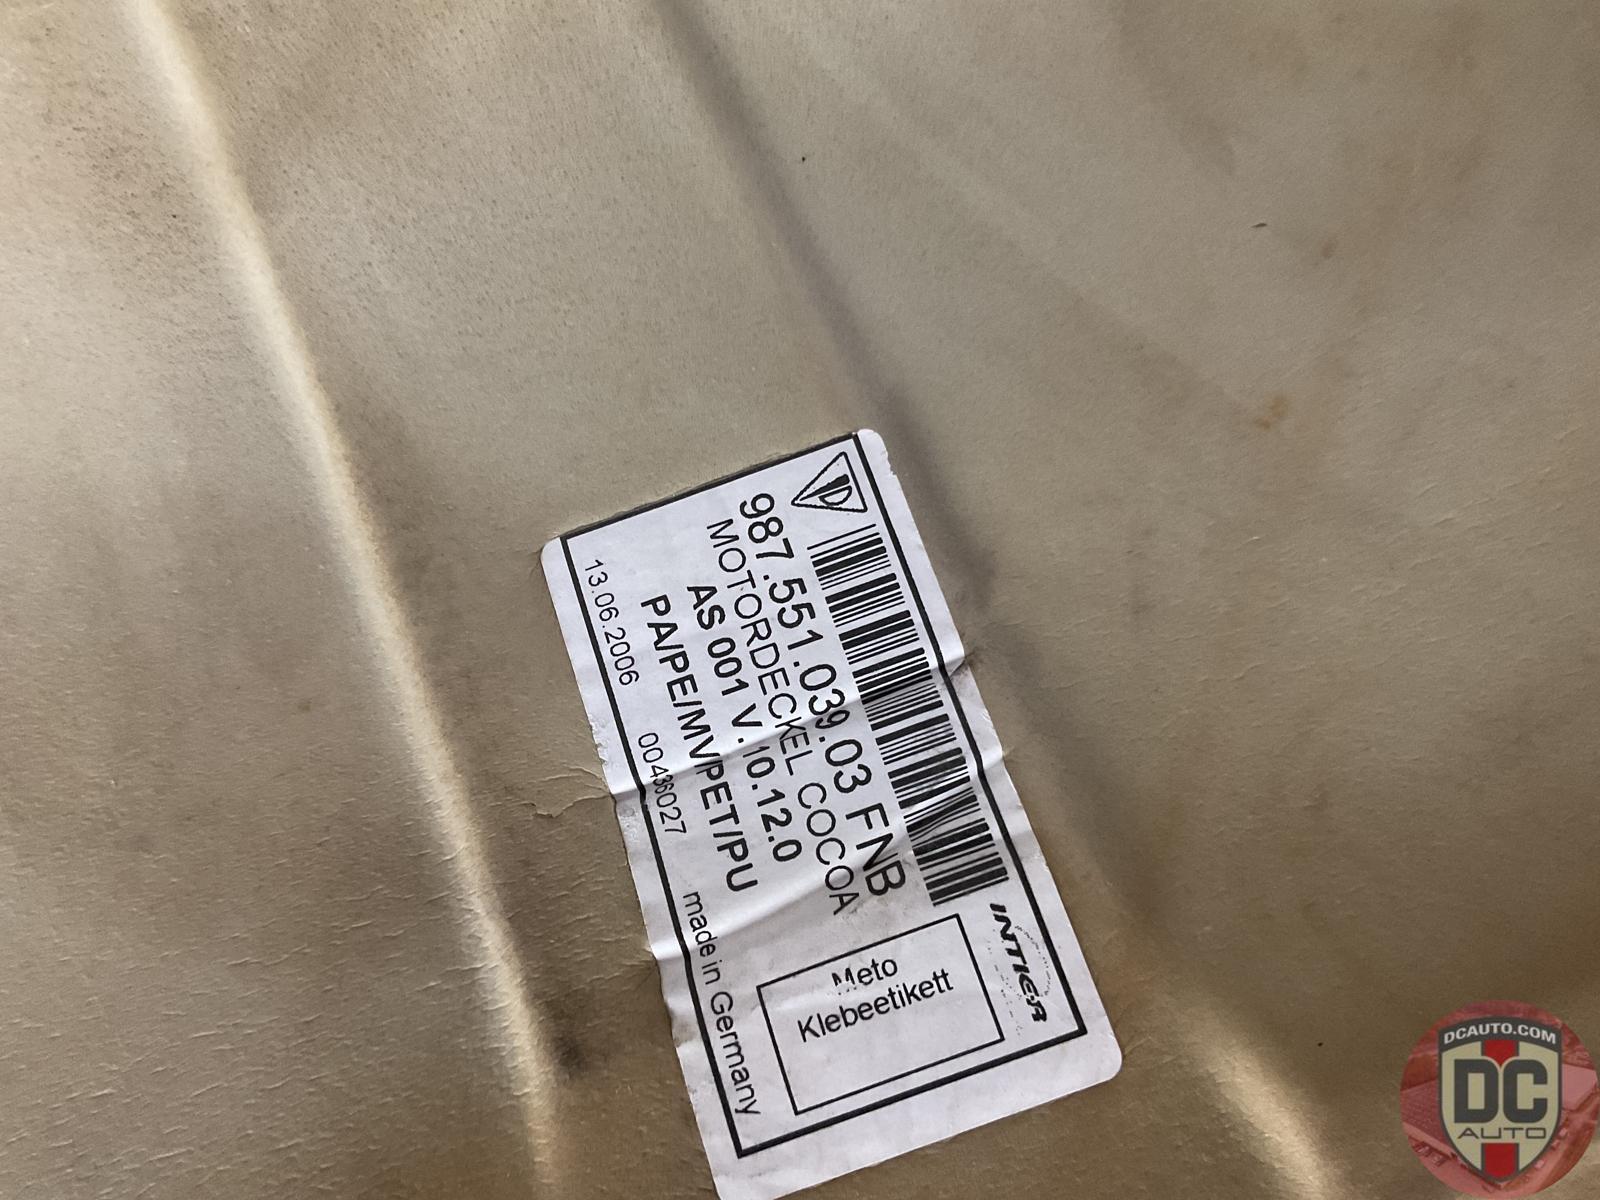 987.551.039.03 FNB
MOTORDECKEL COCOA
AS 001 V.10.12.0
PA/PE/MV/PET/PU
13.06.2006 00436027 made in Germany
INTIER
Meto
Klebeetikett
DCAUTO.COM
DC
AUTO